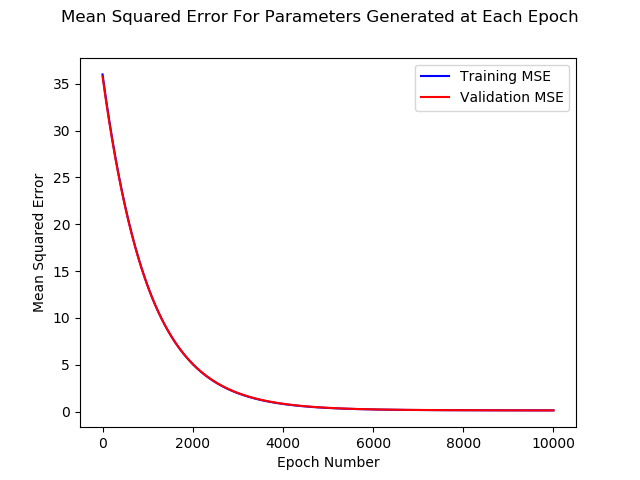 Mean Squared Error For Parameters Generated at Each Epoch
Training MSE
Validation MSE
35
30
25
20
15
10
5
0
Mean Squared Error
0 2000 4000 6000 8000 10000
Epoch Number